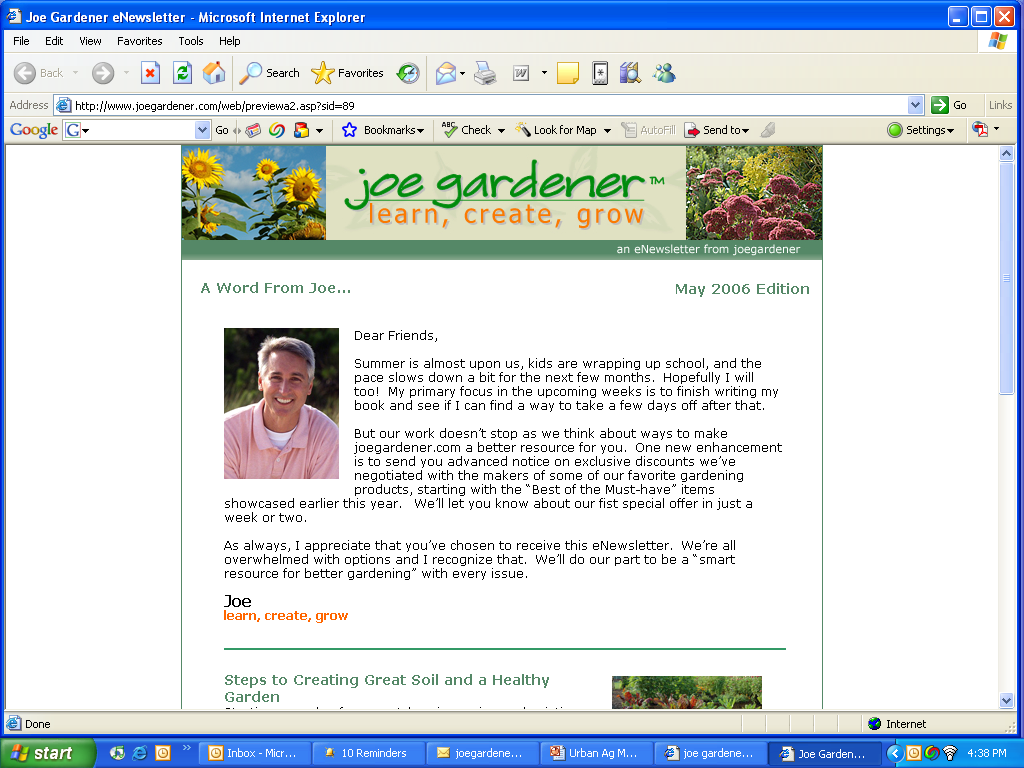 Joe Gardener eNewsletter - Microsoft Internet Explorer
File Edit View Favorites Tools Help
Back Search Favorites
Address http://www.joegardener.com/web/previewa2.asp?sid=89 Go Links
Google G Go Bookmarks ABC Check Look for Map AutoFill Send to Settings
joe gardener™
learn, create, grow
an eNewsletter from joegardener
A Word From Joe... May 2006 Edition
Dear Friends,
Summer is almost upon us, kids are wrapping up school, and the
pace slows down a bit for the next few months. Hopefully I will
too! My primary focus in the upcoming weeks is to finish writing my
book and see if I can find a way to take a few days off after that.
But our work doesn't stop as we think about ways to make
joegardener.com a better resource for you. One new enhancement
is to send you advanced notice on exclusive discounts we've
negotiated with the makers of some of our favorite gardening
products, starting with the “Best of the Must-have” items
showcased earlier this year. We'll let you know about our fist special offer in just a
week or two.
As always, I appreciate that you've chosen to receive this eNewsletter. We're all
overwhelmed with options and I recognize that. We'll do our part to be a “smart
resource for better gardening” with every issue.
Joe
learn, create, grow
Steps to Creating Great Soil and a Healthy
Garden
Done Internet
start Inbox - Micr... 10 Reminders joegardene... Urban Ag M... joe gardene... Joe Garden... 4:38 PM